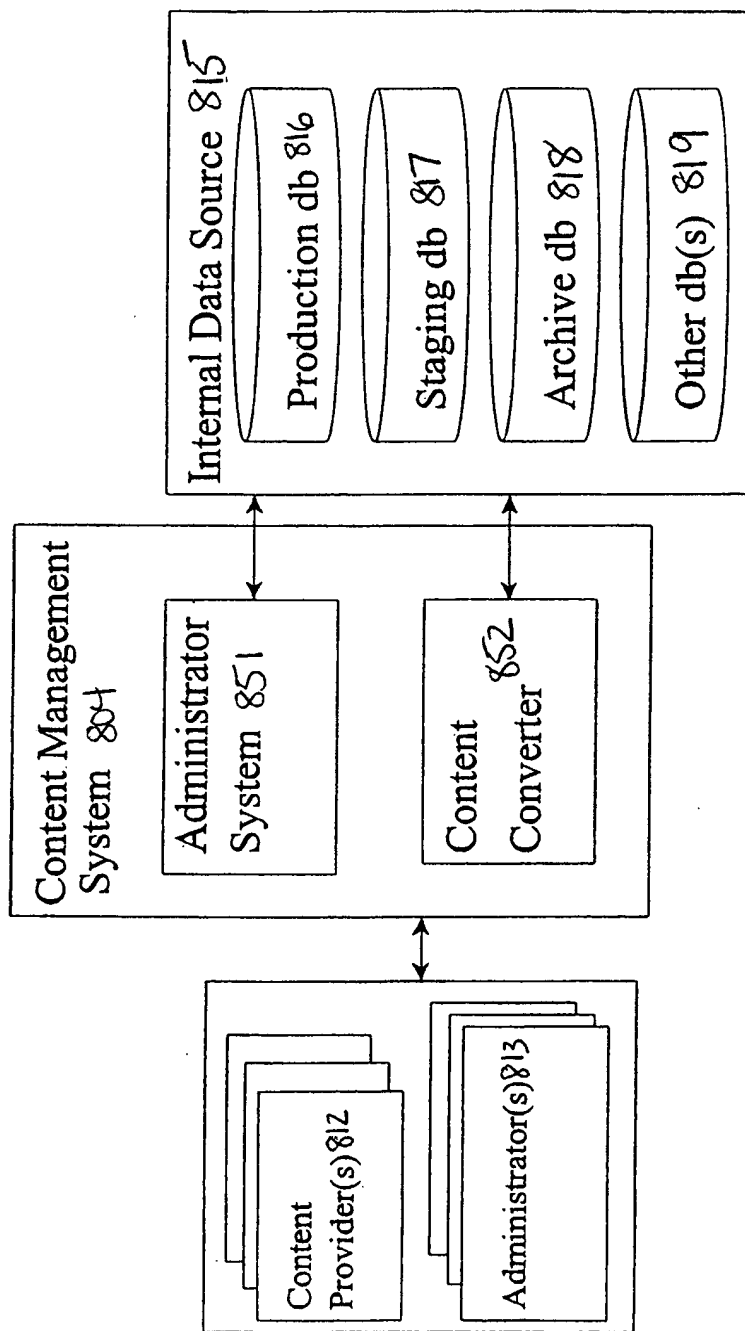 Content
Provider(s) 812
Administrator(s) 813
Content Management
System 804
Administrator
System 851
Content
Converter 852
Internal Data Source 815
Production db 816
Staging db 817
Archive db 818
Other db(s) 819